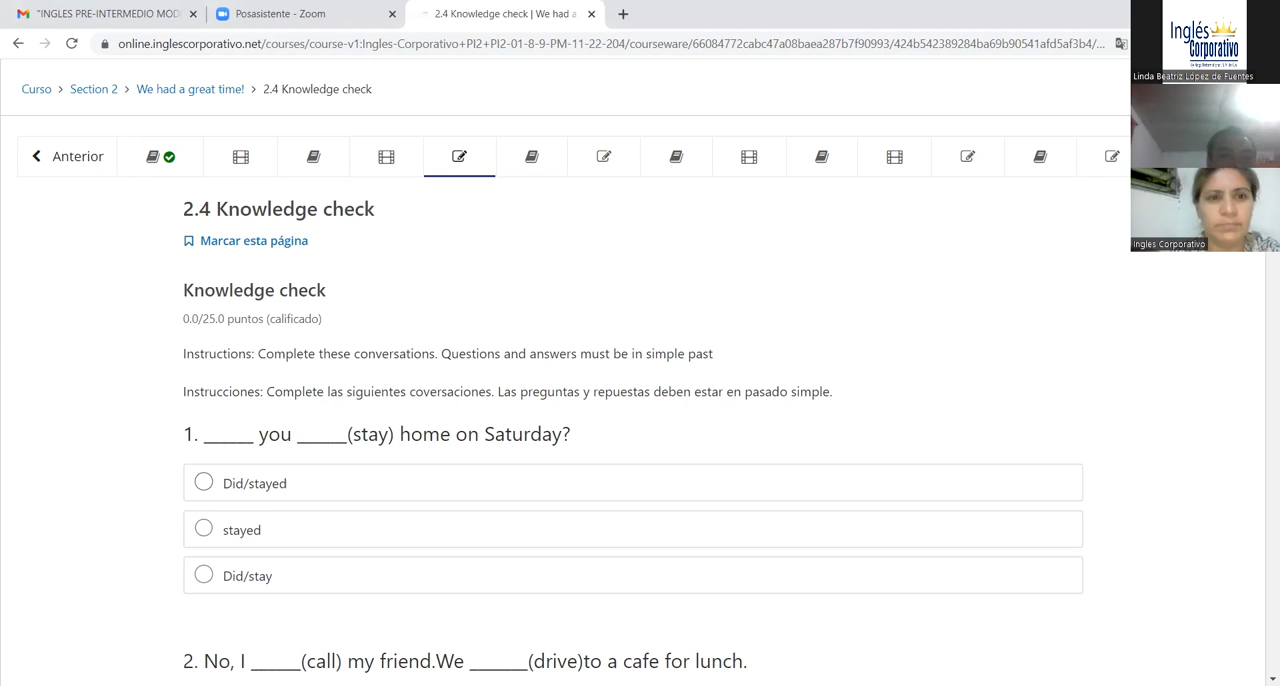 "INGLES PRE-INTERMEDIO MOD
Posasistente - Zoom
2.4 Knowledge check | We had a
online.inglescorporativo.net/courses/course-v1:Ingles-Corporativo+PI2+PI2-01-8-9-PM-11-22-204/courseware/66084772cabc47a08baea287b7f90993/424b542389284ba69b90541afd5af3b4/...
Inglés
Corporativo
Linda Beatriz López de Fuentes
Ingles Corporativo
Curso > Section 2 > We had a great time! > 2.4 Knowledge check
Anterior
2.4 Knowledge check
Marcar esta página
Knowledge check
0.0/25.0 puntos (calificado)
Instructions: Complete these conversations. Questions and answers must be in simple past
Instrucciones: Complete las siguientes coversaciones. Las preguntas y repuestas deben estar en pasado simple.
1. _____ you _____(stay) home on Saturday?
Did/stayed
stayed
Did/stay
2. No, I _____(call) my friend.We ______(drive)to a cafe for lunch.